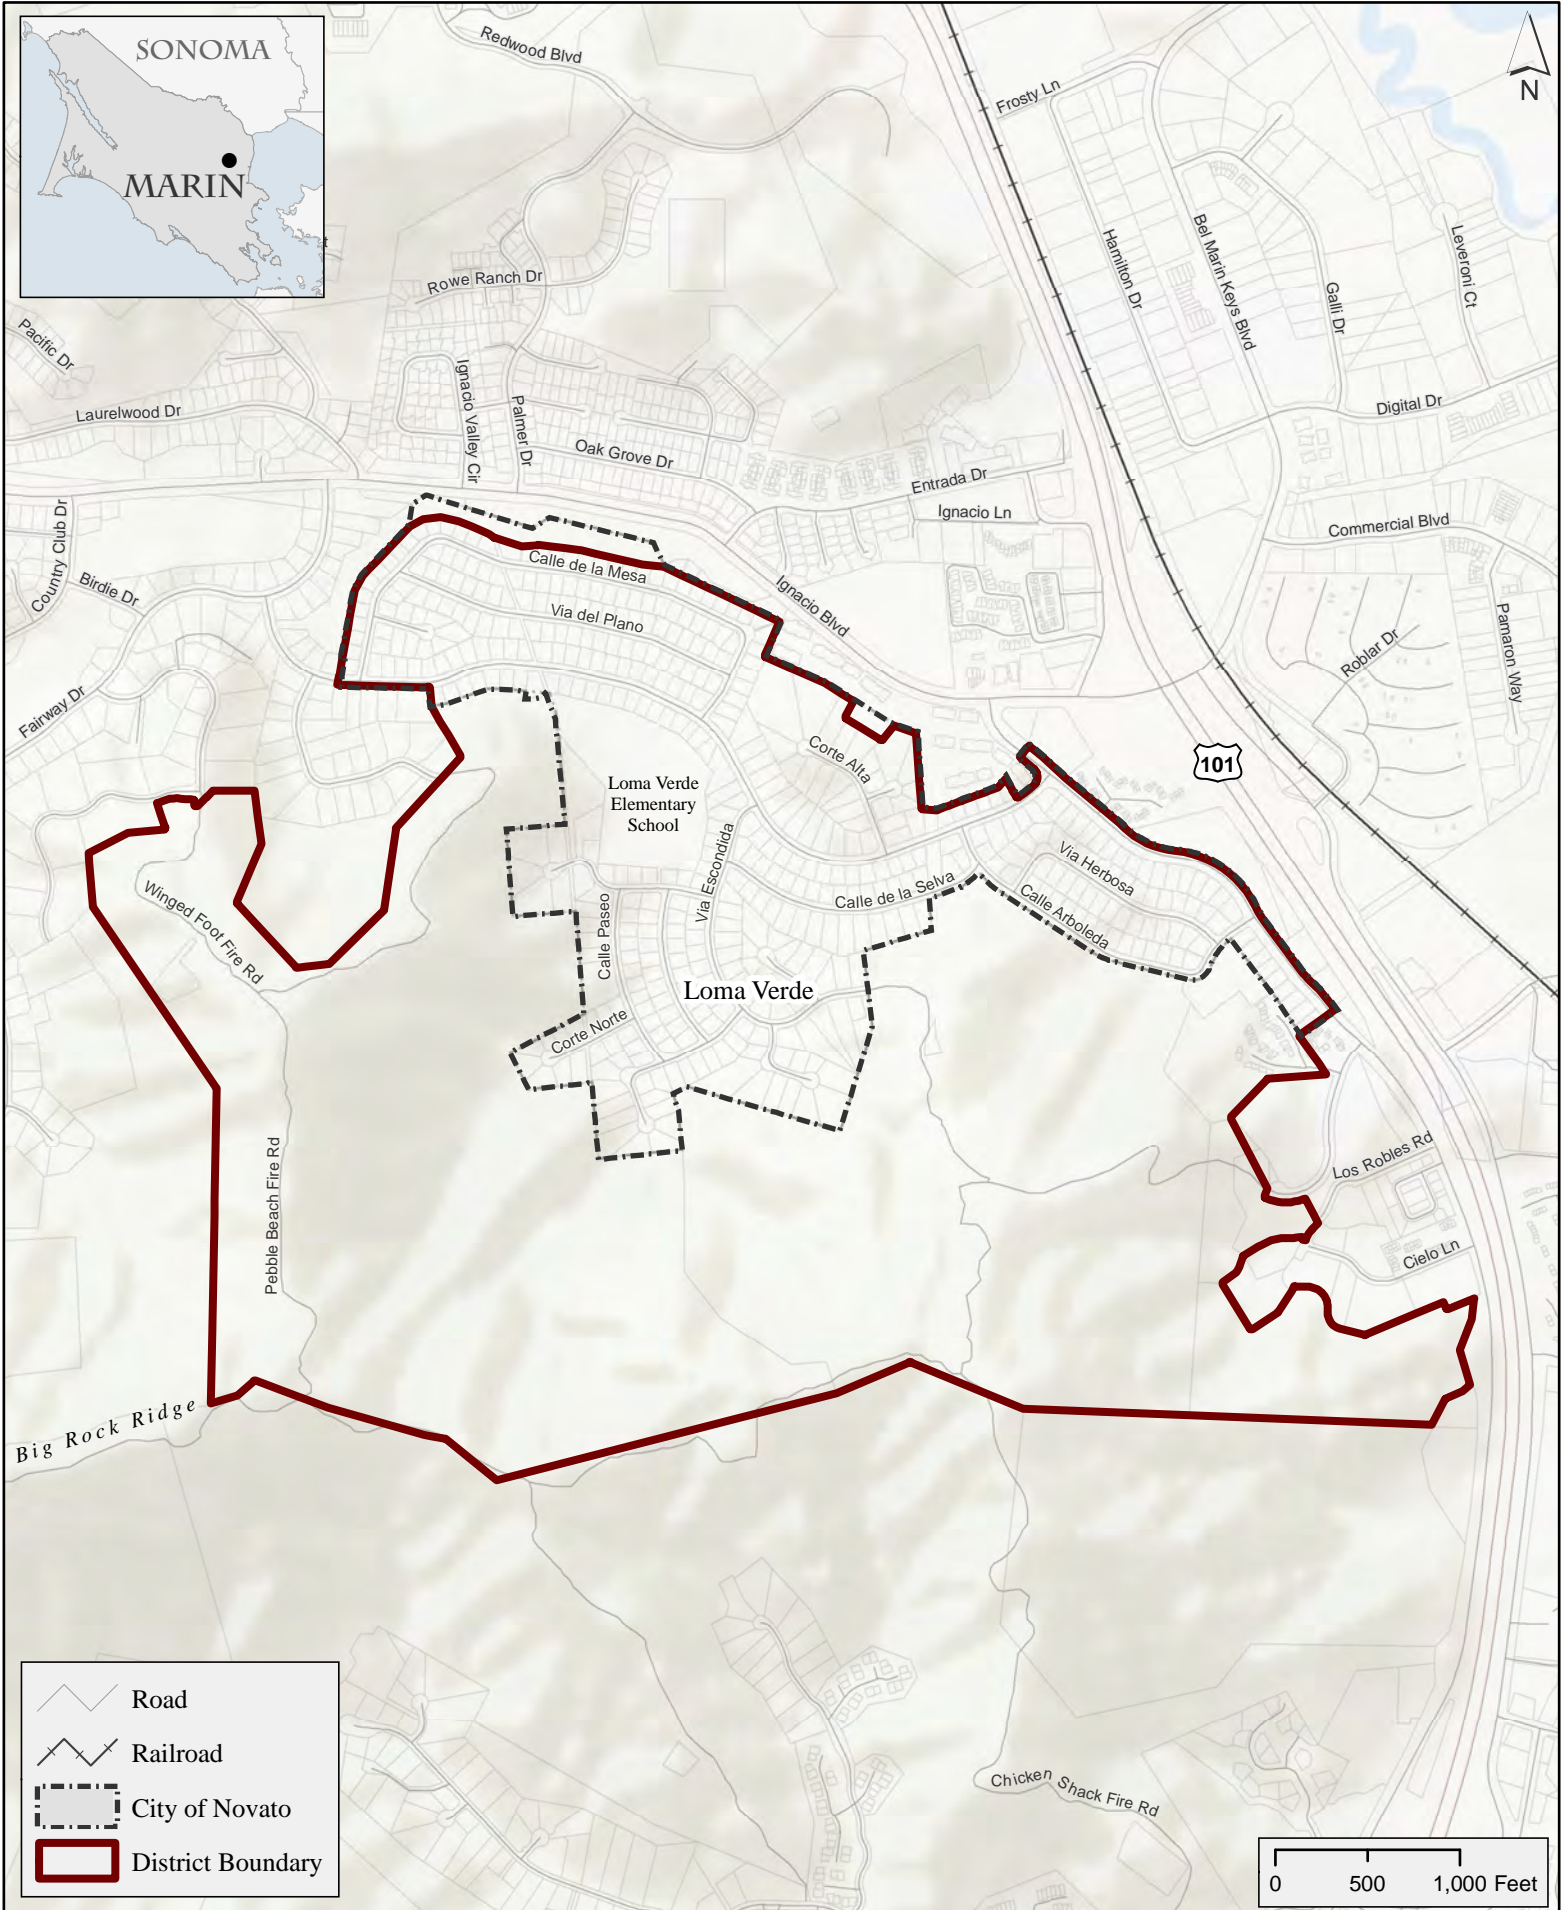 SONOMA
MARIN
t
N
Redwood Blvd
Frosty Ln
Hamilton Dr
Bel Marin Keys Blvd
Galli Dr
Leveroni Ct
Rowe Ranch Dr
Pacific Dr
Laurelwood Dr
Ignacio Valley Cir
Palmer Dr
Oak Grove Dr
Digital Dr
Entrada Dr
Ignacio Ln
Commercial Blvd
Country Club Dr
Birdie Dr
Calle de la Mesa
Via del Plano
Ignacio Blvd
Roblar Dr
Pamaron Way
Fairway Dr
Corte Alta
101
Loma Verde
Elementary
School
Via Escondida
Via Herbosa
Calle de la Selva
Calle Arboleda
Winged Foot Fire Rd
Calle Paseo
Loma Verde
Corte Norte
Pebble Beach Fire Rd
Los Robles Rd
Cielo Ln
Big Rock Ridge
Chicken Shack Fire Rd
Road
Railroad
City of Novato
District Boundary
0 500 1,000 Feet